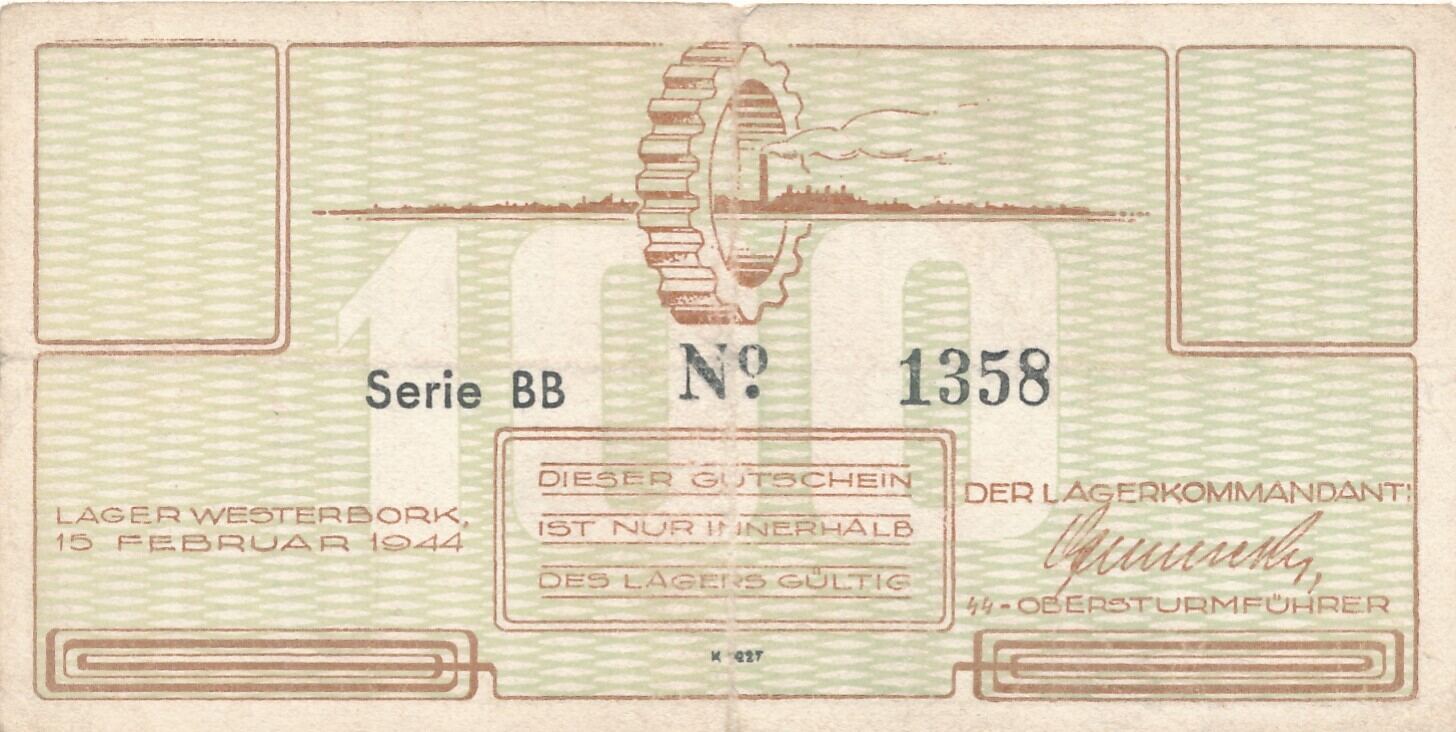 100
Serie BB Nº 1358
DIESER GUTSCHEIN
IST NUR INNERHALB
DES LAGERS GÜLTIG
LAGER WESTERBORK,
15 FEBRUAR 1944
DER LAGERKOMMANDANT:
SS-OBERSTURMFÜHRER